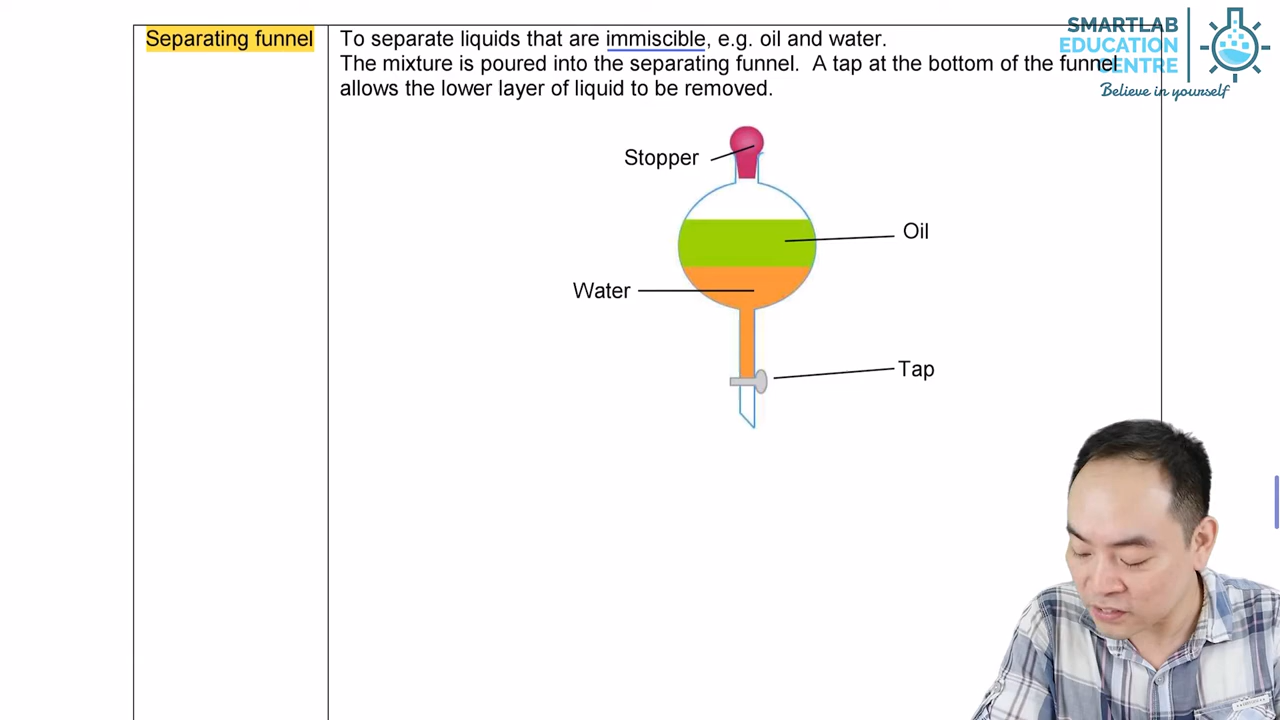 Separating funnel
To separate liquids that are immiscible, e.g. oil and water.
The mixture is poured into the separating funnel.  A tap at the bottom of the funnel
allows the lower layer of liquid to be removed.
SMARTLAB
EDUCATION
CENTRE
Believe in yourself
Stopper
Oil
Water
Tap